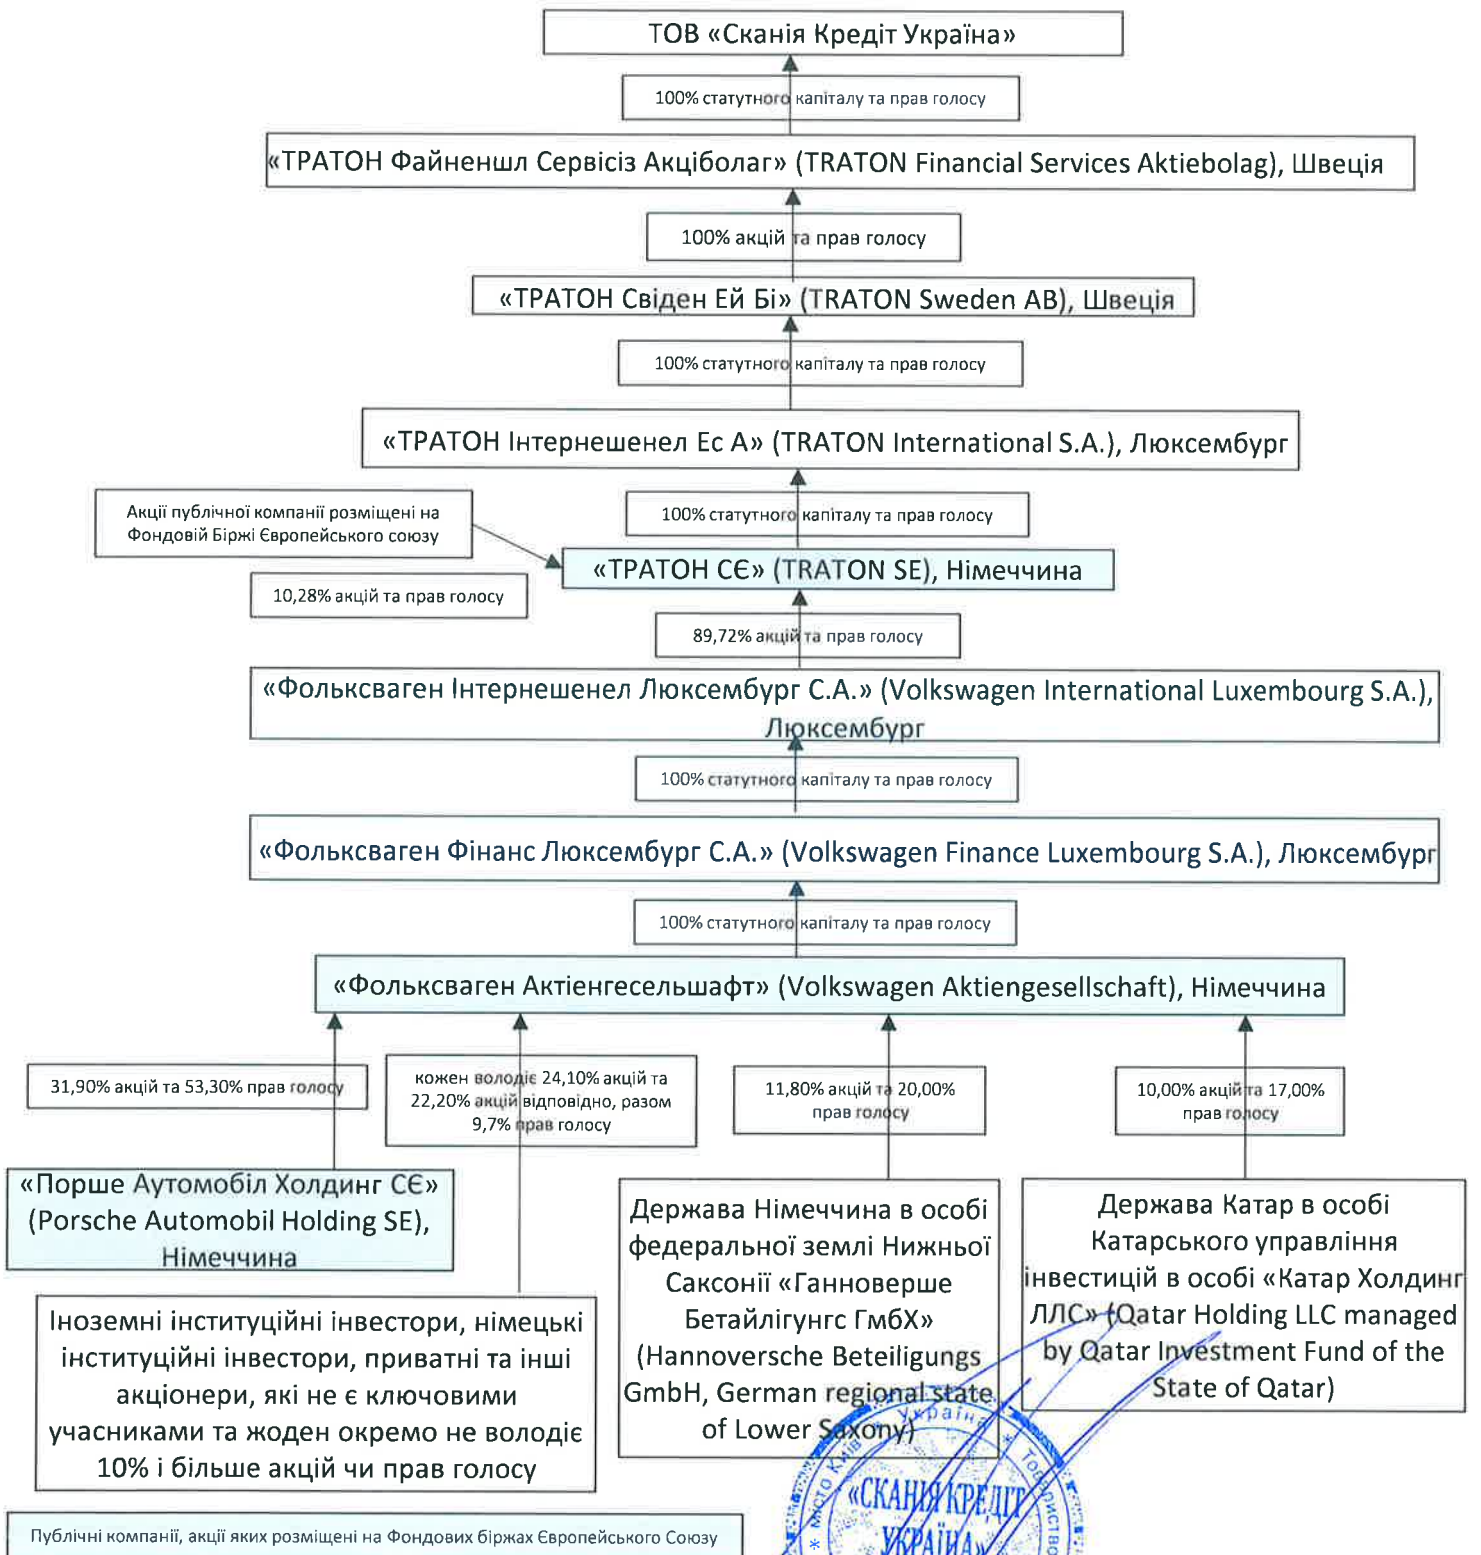 ТОВ «Сканія Кредіт Україна»
100% статутного капіталу та прав голосу
«ТРАТОН Файненшл Сервісіз Акціболаг» (TRATON Financial Services Aktiebolag), Швеція
100% акцій та прав голосу
«ТРАТОН Свіден Ей Бі» (TRATON Sweden AB), Швеція
100% статутного капіталу та прав голосу
«ТРАТОН Інтернешенел Ес А» (TRATON International S.A.), Люксембург
Акції публічної компанії розміщені на
Фондовій Біржі Європейського союзу
100% статутного капіталу та прав голосу
«ТРАТОН СЄ» (TRATON SE), Німеччина
10,28% акцій та прав голосу
89,72% акцій та прав голосу
«Фольксваген Інтернешенел Люксембург С.А.» (Volkswagen International Luxembourg S.A.),
Люксембург
100% статутного капіталу та прав голосу
«Фольксваген Фінанс Люксембург С.А.» (Volkswagen Finance Luxembourg S.A.), Люксембург
100% статутного капіталу та прав голосу
«Фольксваген Актіенгесельшафт» (Volkswagen Aktiengesellschaft), Німеччина
31,90% акцій та 53,30% прав голосу
кожен володіє 24,10% акцій та
22,20% акцій відповідно, разом
9,7% прав голосу
11,80% акцій та 20,00%
прав голосу
10,00% акцій та 17,00%
прав голосу
«Порше Аутомобіл Холдинг СЄ»
(Porsche Automobil Holding SE),
Німеччина
Іноземні інституційні інвестори, німецькі
інституційні інвестори, приватні та інші
акціонери, які не є ключовими
учасниками та жоден окремо не володіє
10% і більше акцій чи прав голосу
Держава Німеччина в особі
федеральної землі Нижньої
Саксонії «Ганноверше
Бетайлігунгс ГмбХ»
(Hannoversche Beteiligungs
GmbH, German regional state
of Lower Saxony)
Держава Катар в особі
Катарського управління
інвестицій в особі «Катар Холдинг
ЛЛС» (Qatar Holding LLC managed
by Qatar Investment Fund of the
State of Qatar)
Публічні компанії, акції яких розміщені на Фондових біржах Європейського Союзу
* місто Київ * Україна * Товариство
«СКАНІЯ КРЕДІТ
УКРАЇНА»